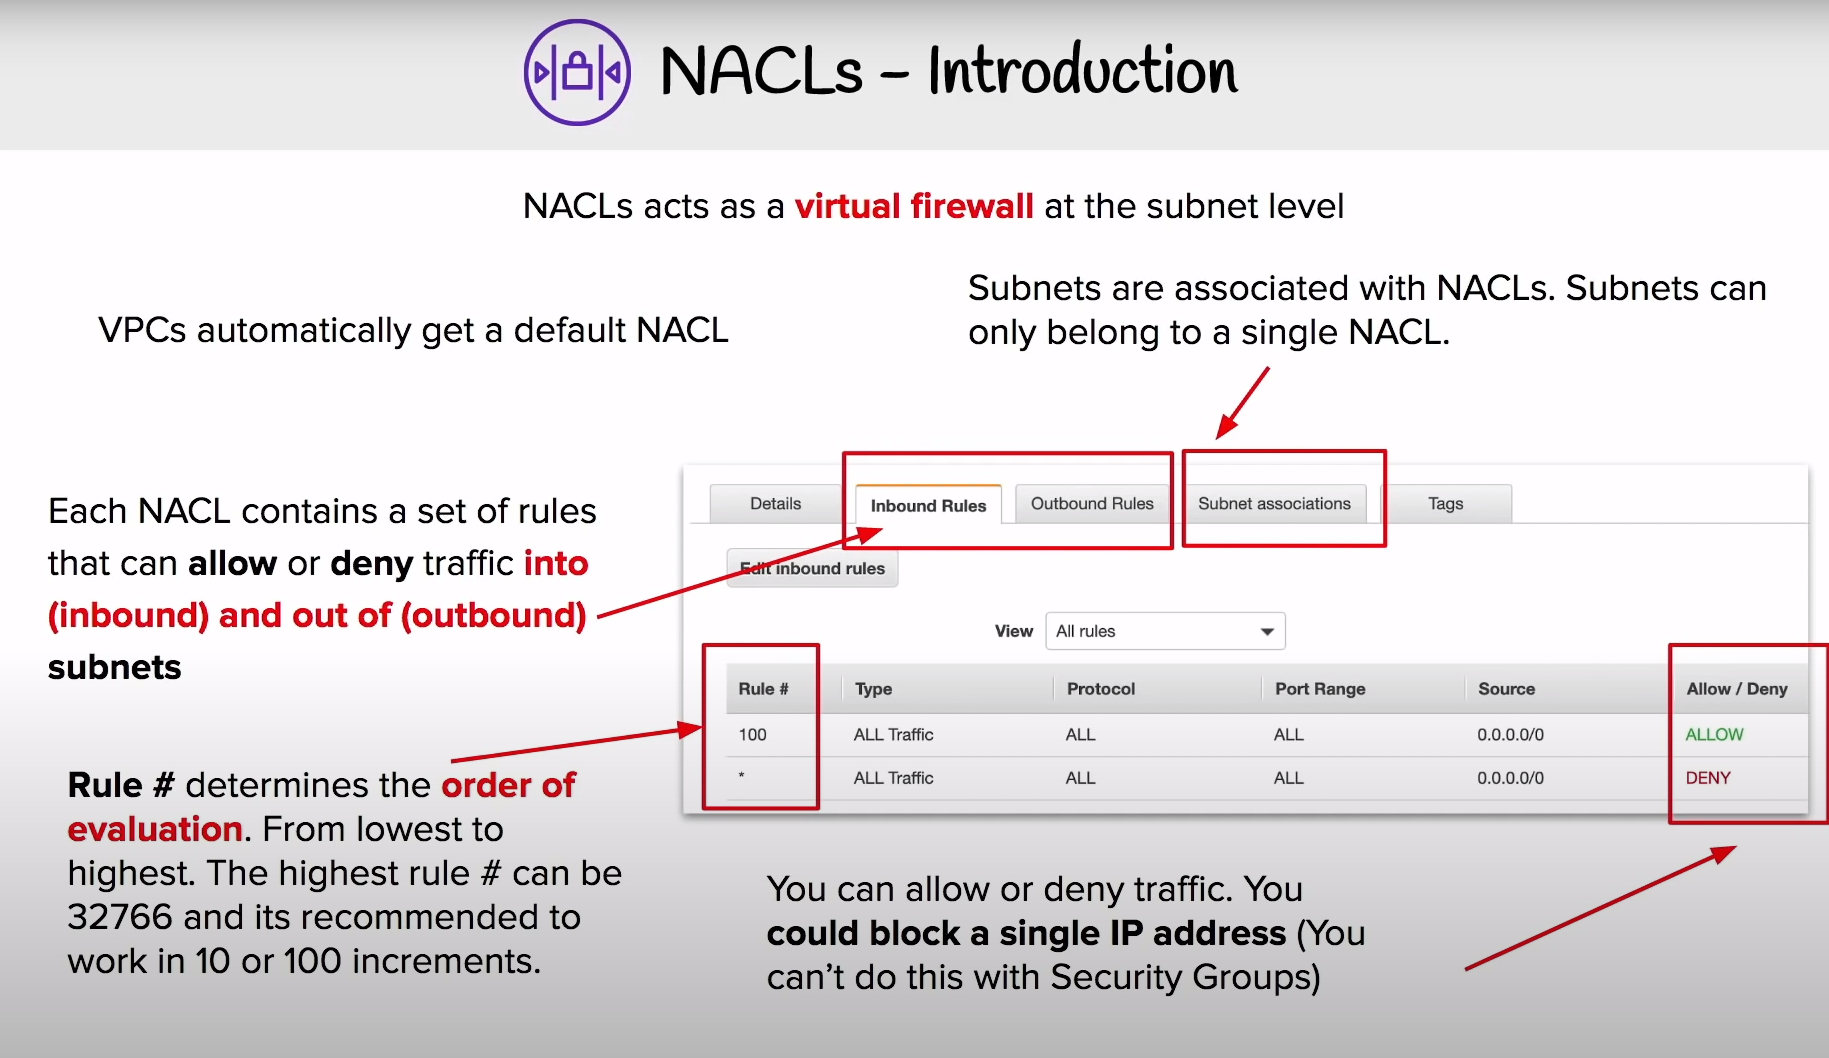 NACLs – Introduction
NACLs acts as a virtual firewall at the subnet level
VPCs automatically get a default NACL
Subnets are associated with NACLs. Subnets can
only belong to a single NACL.
Each NACL contains a set of rules
that can allow or deny traffic into
(inbound) and out of (outbound)
subnets
Rule # determines the order of
evaluation. From lowest to
highest. The highest rule # can be
32766 and its recommended to
work in 10 or 100 increments.
Details Inbound Rules Outbound Rules Subnet associations Tags
Edit inbound rules
View All rules
Rule # Type Protocol Port Range Source Allow / Deny
100 ALL Traffic ALL ALL 0.0.0.0/0 ALLOW
* ALL Traffic ALL ALL 0.0.0.0/0 DENY
You can allow or deny traffic. You
could block a single IP address (You
can’t do this with Security Groups)